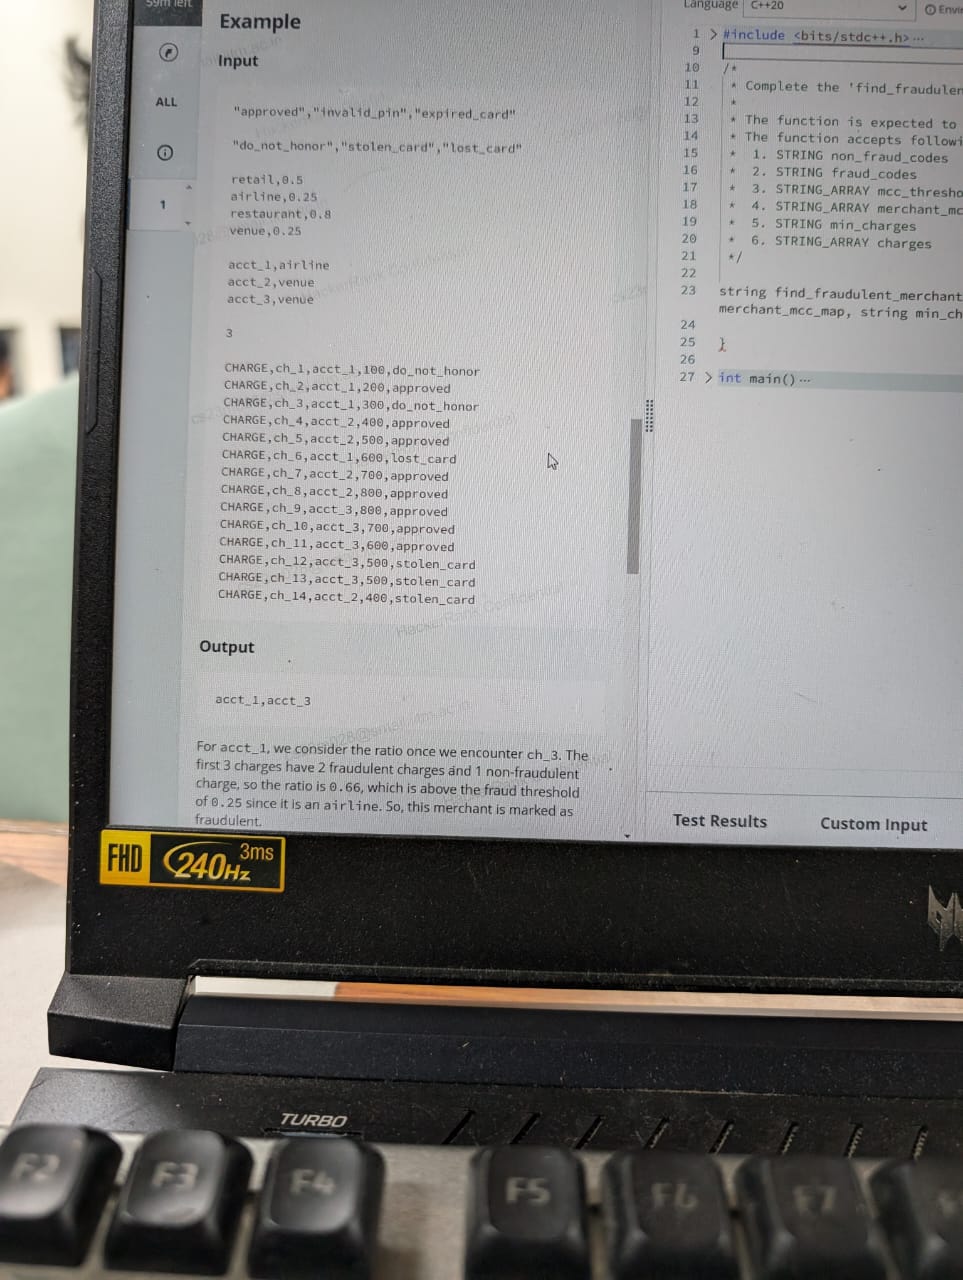 59m left
Example
Input
ALL
1
"approved","invalid_pin","expired_card"
"do_not_honor","stolen_card","lost_card"
retail,0.5
airline,0.25
restaurant,0.8
venue,0.25
acct_1,airline
acct_2,venue
acct_3,venue
3
CHARGE,ch_1,acct_1,100,do_not_honor
CHARGE,ch_2,acct_1,200,approved
CHARGE,ch_3,acct_1,300,do_not_honor
CHARGE,ch_4,acct_2,400,approved
CHARGE,ch_5,acct_2,500,approved
CHARGE,ch_6,acct_1,600,lost_card
CHARGE,ch_7,acct_2,700,approved
CHARGE,ch_8,acct_2,800,approved
CHARGE,ch_9,acct_3,800,approved
CHARGE,ch_10,acct_3,700,approved
CHARGE,ch_11,acct_3,600,approved
CHARGE,ch_12,acct_3,500,stolen_card
CHARGE,ch_13,acct_3,500,stolen_card
CHARGE,ch_14,acct_2,400,stolen_card
HackerRank Confidential
Output
acct_1,acct_3
For acct_1, we consider the ratio once we encounter ch_3. The
first 3 charges have 2 fraudulent charges and 1 non-fraudulent
charge, so the ratio is 0.66, which is above the fraud threshold
of 0.25 since it is an airline. So, this merchant is marked as
fraudulent.
Language C++20
Envi
1 > #include <bits/stdc++.h> ...
9
10 /*
11 * Complete the 'find_fraudulen
12 *
13 * The function is expected to
14 * The function accepts followi
15 * 1. STRING non_fraud_codes
16 * 2. STRING fraud_codes
17 * 3. STRING_ARRAY mcc_thresho
18 * 4. STRING_ARRAY merchant_mc
19 * 5. STRING min_charges
20 * 6. STRING_ARRAY charges
21 */
22
23 string find_fraudulent_merchant
merchant_mcc_map, string min_ch
24
25 }
26
27 > int main() ...
Test Results
Custom Input
FHD
240Hz
3ms
TURBO
F2
F3
F4
F5
F6
F7